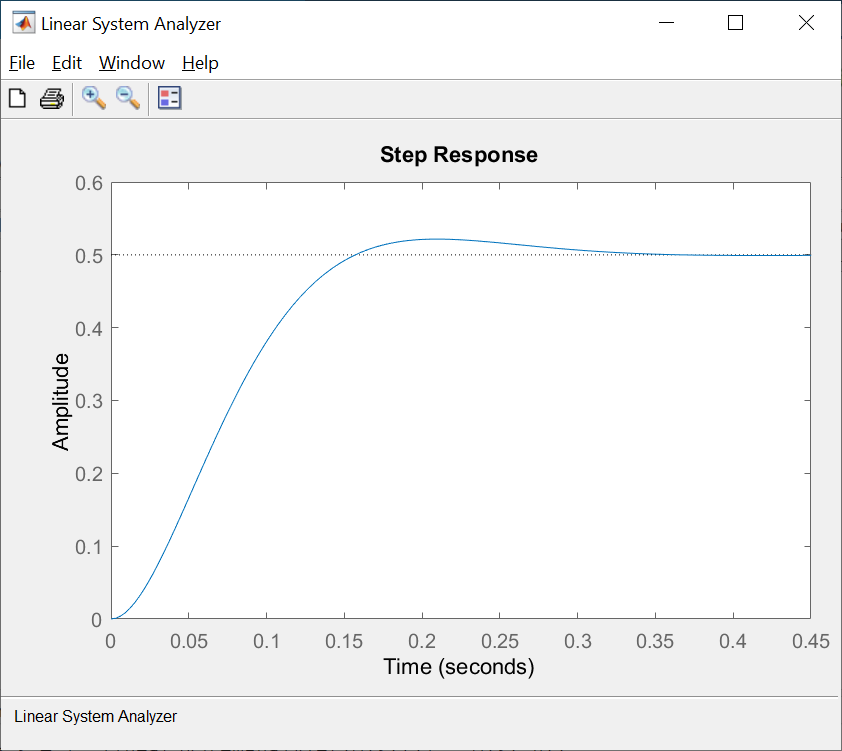 Linear System Analyzer
File Edit Window Help
Step Response
0.6
0.5
0.4
0.3
0.2
0.1
0
Amplitude
0 0.05 0.1 0.15 0.2 0.25 0.3 0.35 0.4 0.45
Time (seconds)
Linear System Analyzer